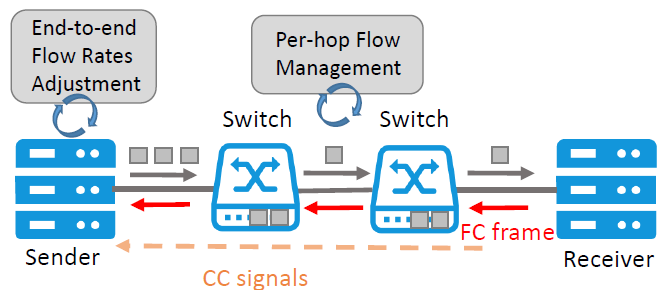 End-to-end
Flow Rates
Adjustment
Per-hop Flow
Management
Switch
Switch
FC frame
Sender
Receiver
CC signals